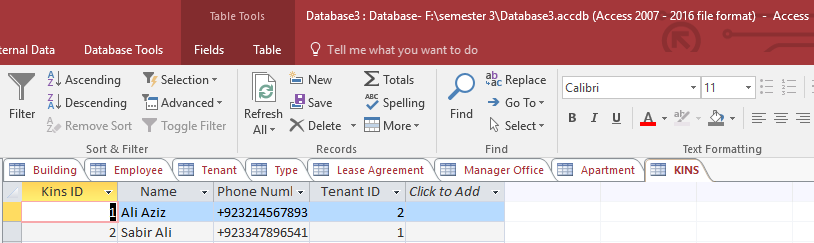 Table Tools Database3 : Database- F:\semester 3\Database3.accdb (Access 2007 - 2016 file format) - Access
ternal Data Database Tools Fields Table Tell me what you want to do
Ascending Selection New Totals Replace Calibri 11
Filter Descending Advanced Refresh All Save Spelling Find Go To B I U A
Remove Sort Toggle Filter Delete More Select
Sort & Filter Records Find Text Formatting
Building Employee Tenant Type Lease Agreement Manager Office Apartment KINS
Kins ID Name Phone Numl Tenant ID Click to Add
1 Ali Aziz +923214567893 2
2 Sabir Ali +923347896541 1